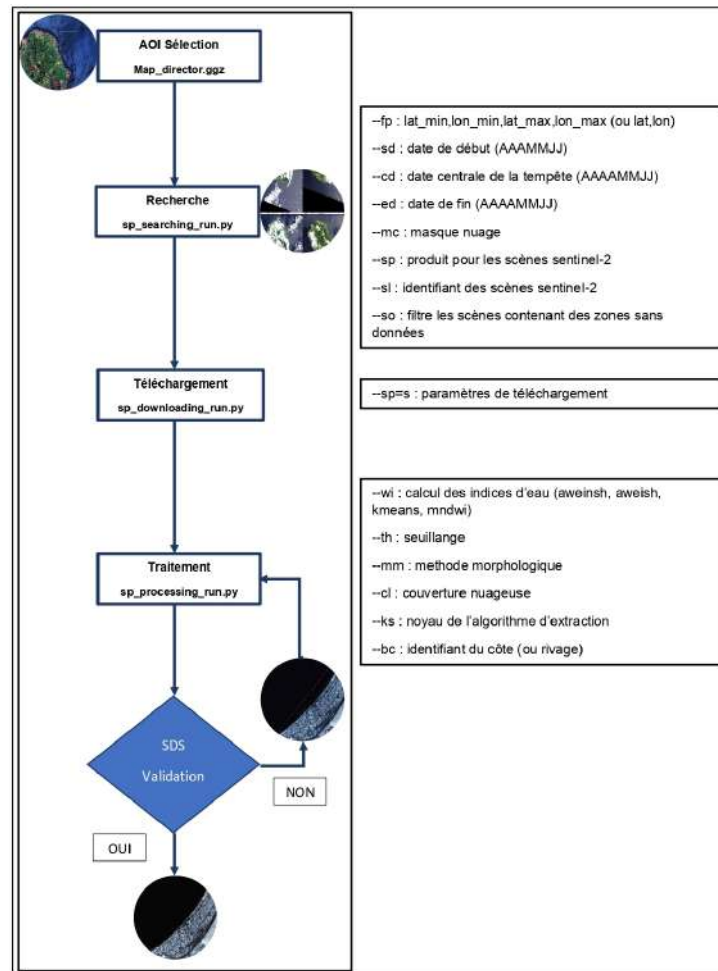 AOI Sélection
Map_director.ggz
Recherche
sp_searching_run.py
Téléchargement
sp_downloading_run.py
Traitement
sp_processing_run.py
SDS
Validation
NON
OUI
--fp : lat_min,lon_min,lat_max,lon_max (ou lat,lon)
--sd : date de début (AAAMMJJ)
--cd : date centrale de la tempête (AAAAMMJJ)
--ed : date de fin (AAAAMMJJ)
--mc : masque nuage
--sp : produit pour les scènes sentinel-2
--sl : identifiant des scènes sentinel-2
--so : filtre les scènes contenant des zones sans
données
--sp=s : paramètres de téléchargement
--wi : calcul des indices d'eau (aweinsh, aweish,
kmeans, mndwi)
--th : seuillange
--mm : methode morphologique
--cl : couverture nuageuse
--ks : noyau de l'algorithme d'extraction
--bc : identifiant du côte (ou rivage)